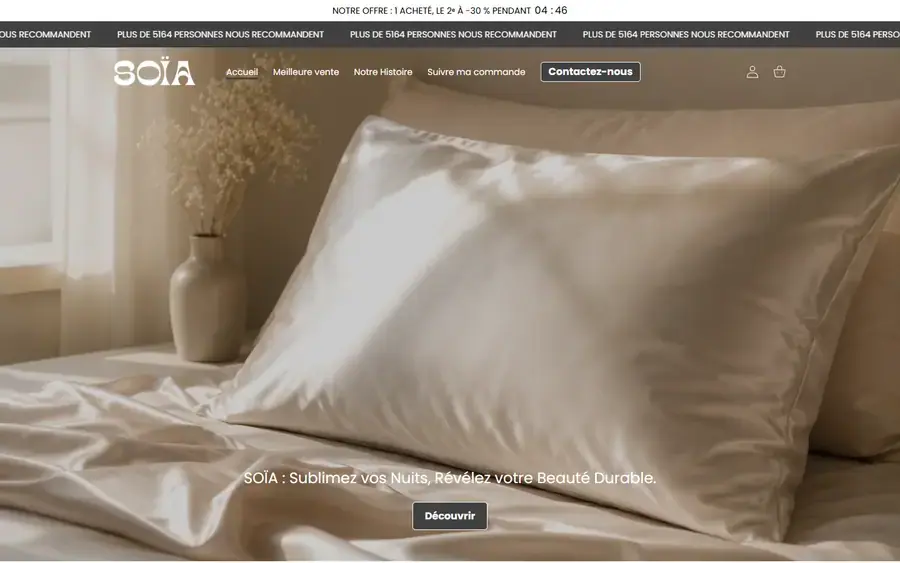 NOTRE OFFRE : 1 ACHETÉ, LE 2ᵉ À -30 % PENDANT 04 : 46
OUS RECOMMANDENT PLUS DE 5164 PERSONNES NOUS RECOMMANDENT PLUS DE 5164 PERSONNES NOUS RECOMMANDENT PLUS DE 5164 PERSONNES NOUS RECOMMANDENT PLUS DE 5164 PERSO
SOÏA Accueil Meilleure vente Notre Histoire Suivre ma commande Contactez-nous
SOÏA : Sublimez vos Nuits, Révélez votre Beauté Durable.
Découvrir